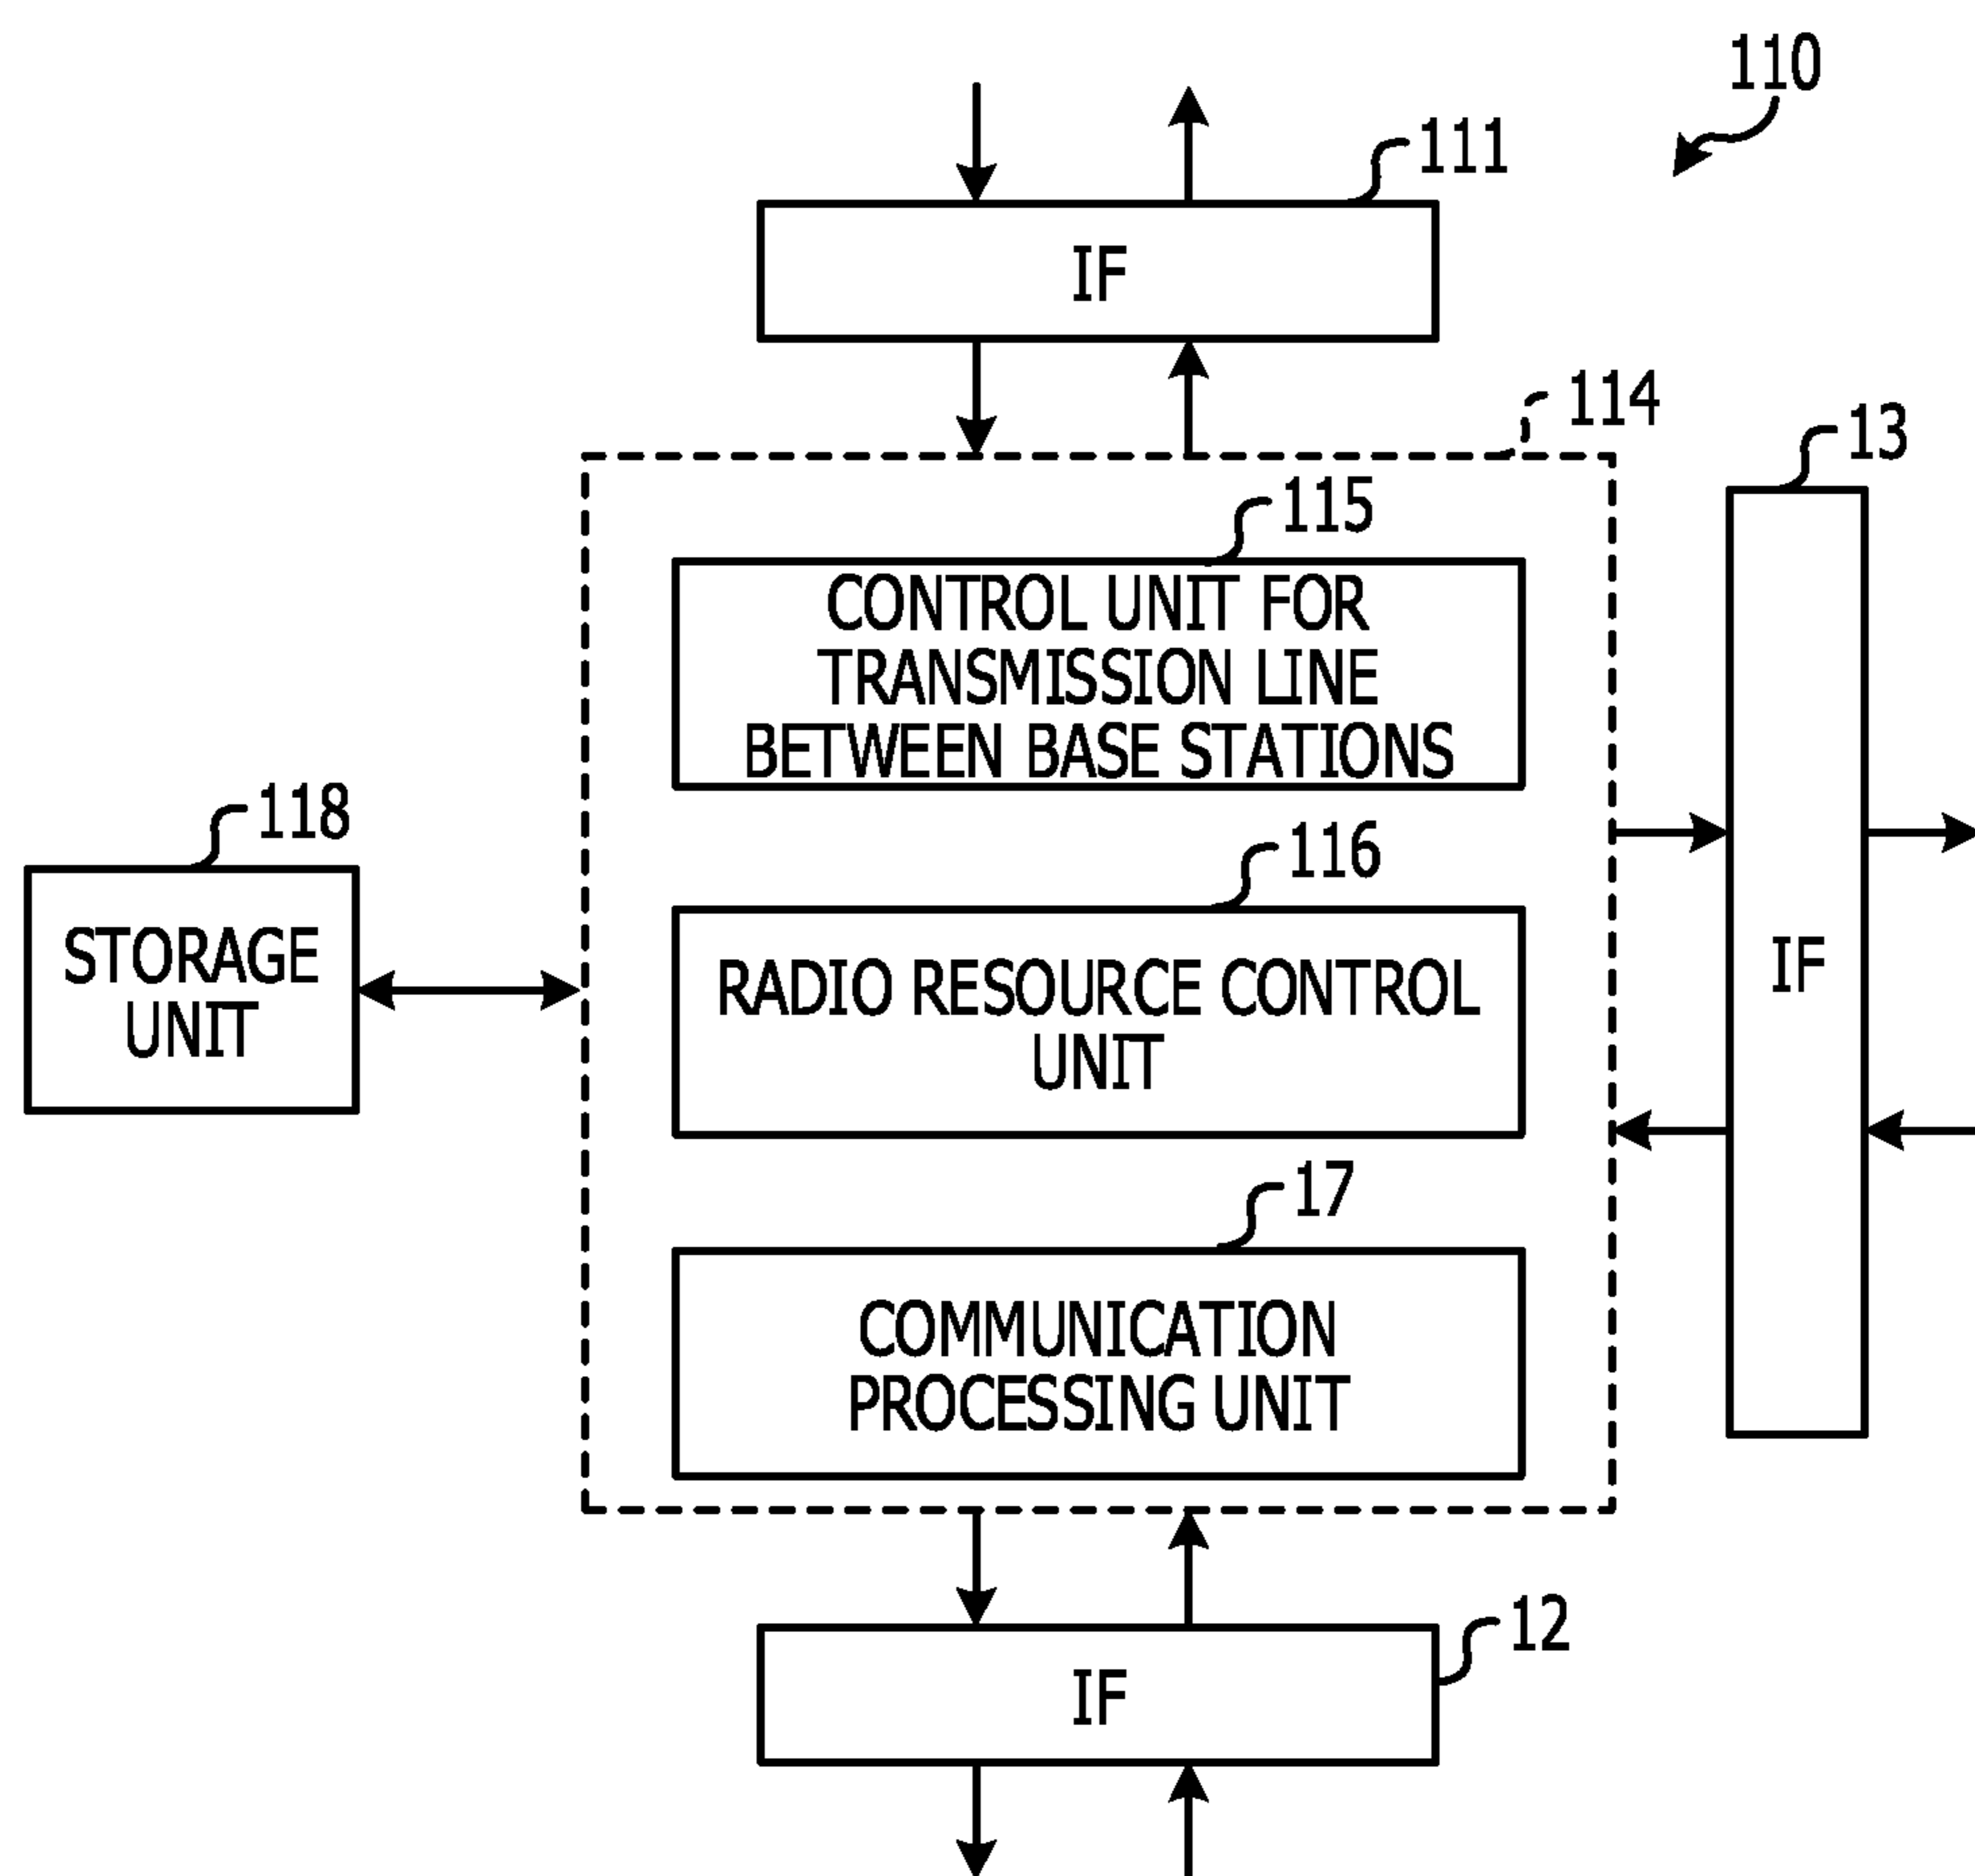 110
111
IF
114
13
115
CONTROL UNIT FOR
TRANSMISSION LINE
BETWEEN BASE STATIONS
118
STORAGE
UNIT
116
RADIO RESOURCE CONTROL
UNIT
IF
17
COMMUNICATION
PROCESSING UNIT
12
IF